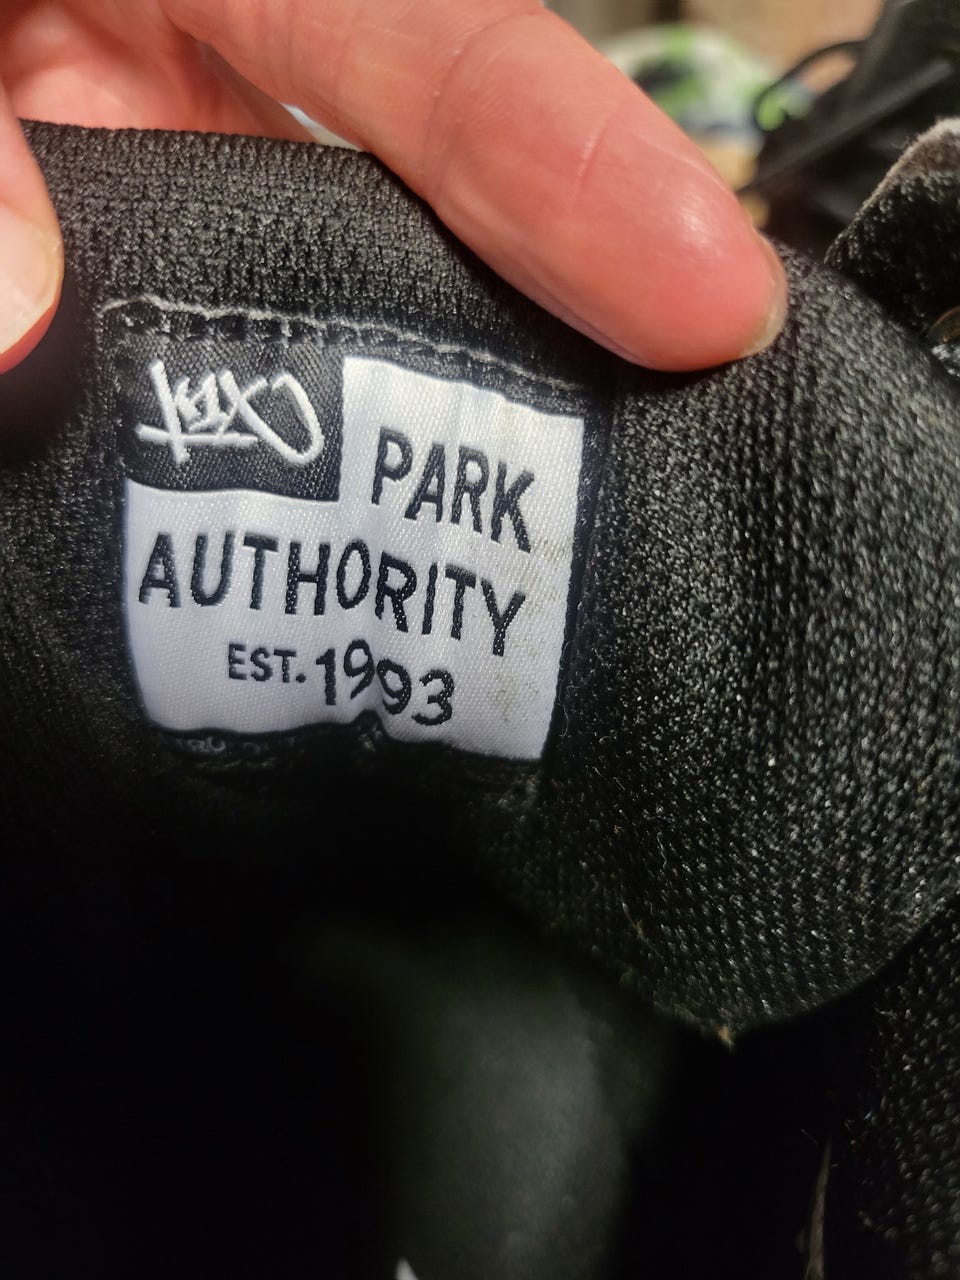 K1X
PARK
AUTHORITY
EST. 1993